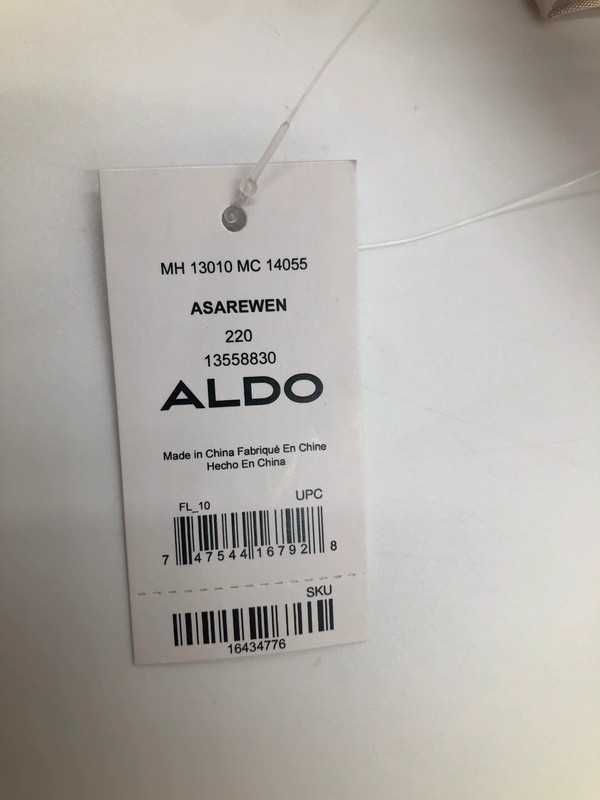 MH 13010 MC 14055
ASAREWEN
220
13558830
ALDO
Made in China Fabriqué En Chine
Hecho En China
FL_10 UPC
7 47544 16792 8
SKU
16434776